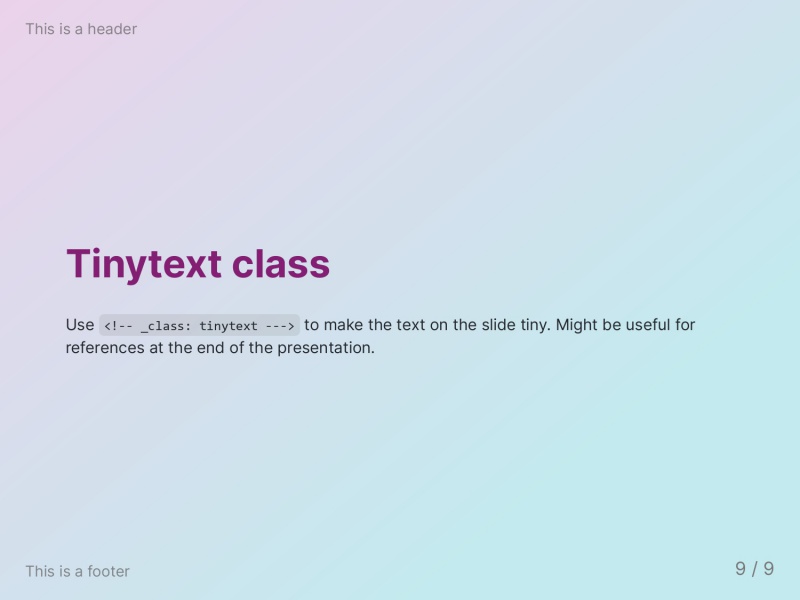 This is a header
Tinytext class
Use <!-- _class: tinytext ---> to make the text on the slide tiny. Might be useful for
references at the end of the presentation.
This is a footer
9 / 9